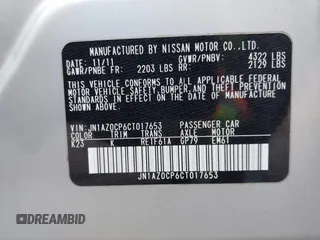 MANUFACTURED BY NISSAN MOTOR CO.,LTD.
11/11 GVWR/PNBV: 4322 LBS
GAWR/PNBE FR: 2203 LBS RR: 2129 LBS
THIS VEHICLE CONFORMS TO ALL APPLICABLE
FEDERAL MOTOR VEHICLE SAFETY, BUMPER,
AND THEFT PREVENTION STANDARDS IN EFFECT
ON THE DATE OF MANUFACTURE SHOWN ABOVE.
VIN: JN1AZ0CP6CT017653 PASSENGER CAR
COLOR TRIM TRANS AXLE MOTOR
K23 K RE1F61A GP79 EM61
JN1AZ0CP6CT017653
DREAMBID